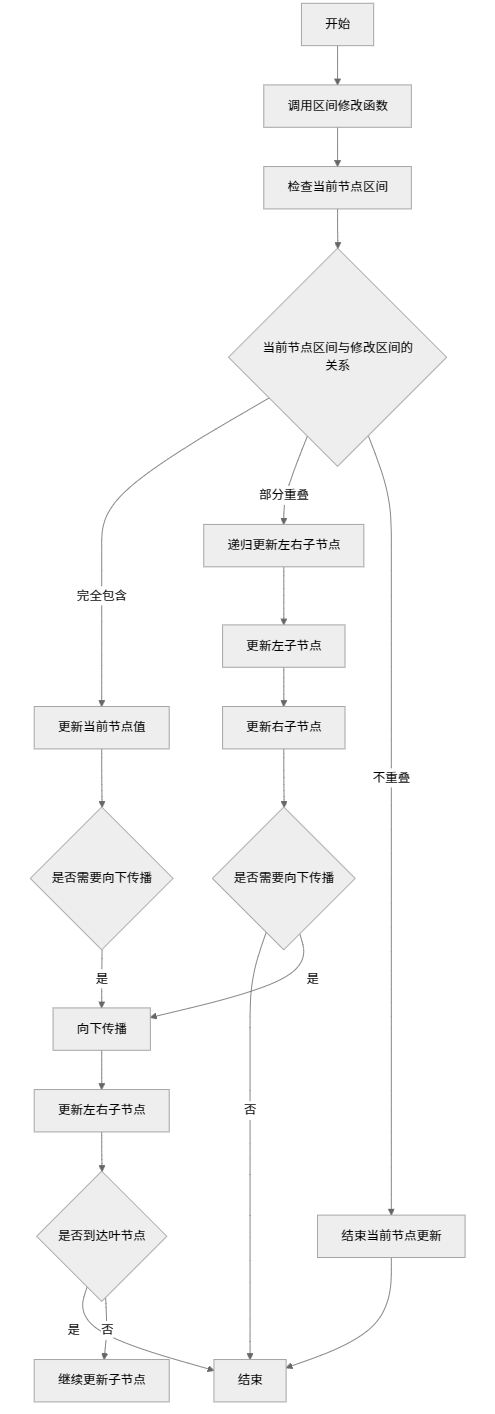 开始
调用区间修改函数
检查当前节点区间
当前节点区间与修改区间的
关系
部分重叠
递归更新左右子节点
完全包含
更新左子节点
更新当前节点值
更新右子节点
不重叠
是否需要向下传播
是否需要向下传播
是
是
向下传播
更新左右子节点
否
是否到达叶节点
结束当前节点更新
是
否
继续更新子节点
结束